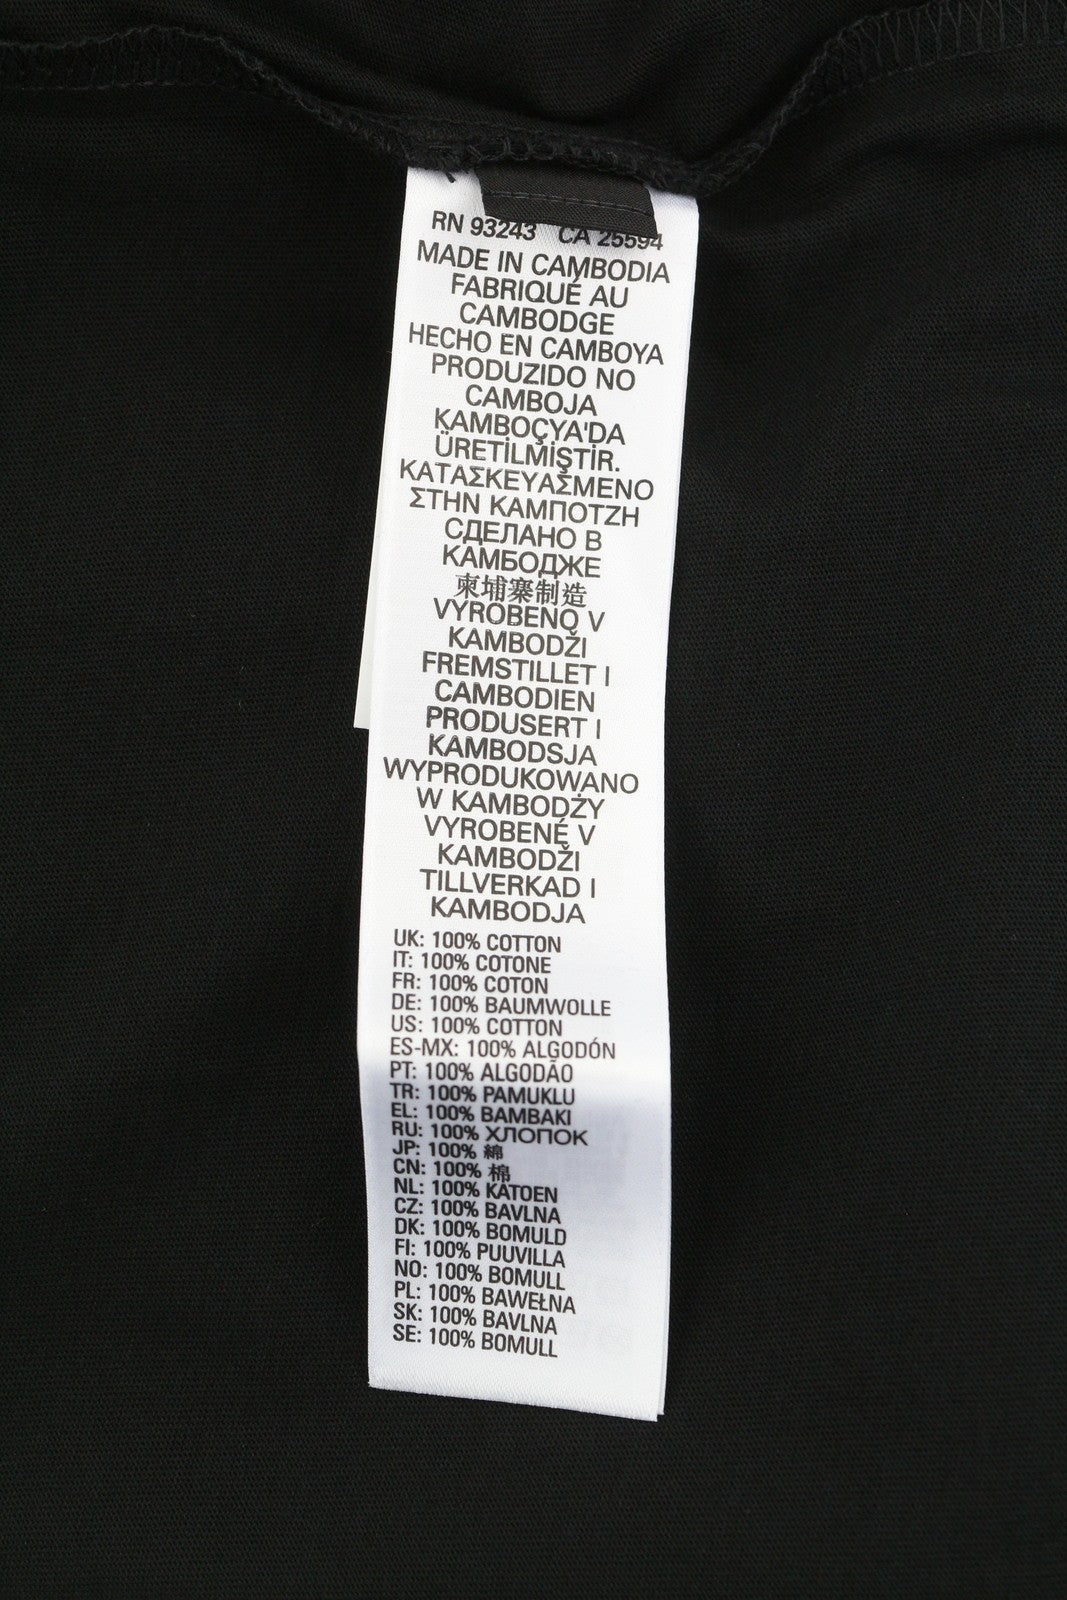 RN 93243 CA 25594
MADE IN CAMBODIA
FABRIQUÉ AU
CAMBODGE
HECHO EN CAMBOYA
PRODUZIDO NO
CAMBOJA
KAMBOÇYA'DA
ÜRETİLMİŞTİR.
ΚΑΤΑΣΚΕΥΑΣΜΕΝΟ
ΣΤΗΝ ΚΑΜΠΟΤΖΗ
СДЕЛАНО В
КАМБОДЖЕ
柬埔寨制造
VYROBENO V
KAMBODŽI
FREMSTILLET I
CAMBODIEN
PRODUSERT I
KAMBODSJA
WYPRODUKOWANO
W KAMBODŻY
VYROBENÉ V
KAMBODŽI
TILLVERKAD I
KAMBODJA
UK: 100% COTTON
IT: 100% COTONE
FR: 100% COTON
DE: 100% BAUMWOLLE
US: 100% COTTON
ES-MX: 100% ALGODÓN
PT: 100% ALGODÃO
TR: 100% PAMUKLU
EL: 100% ΒΑΜΒΑΚΙ
RU: 100% ХЛОПОК
JP: 100% 綿
CN: 100% 棉
NL: 100% KATOEN
CZ: 100% BAVLNA
DK: 100% BOMULD
FI: 100% PUUVILLA
NO: 100% BOMULL
PL: 100% BAWEŁNA
SK: 100% BAVLNA
SE: 100% BOMULL